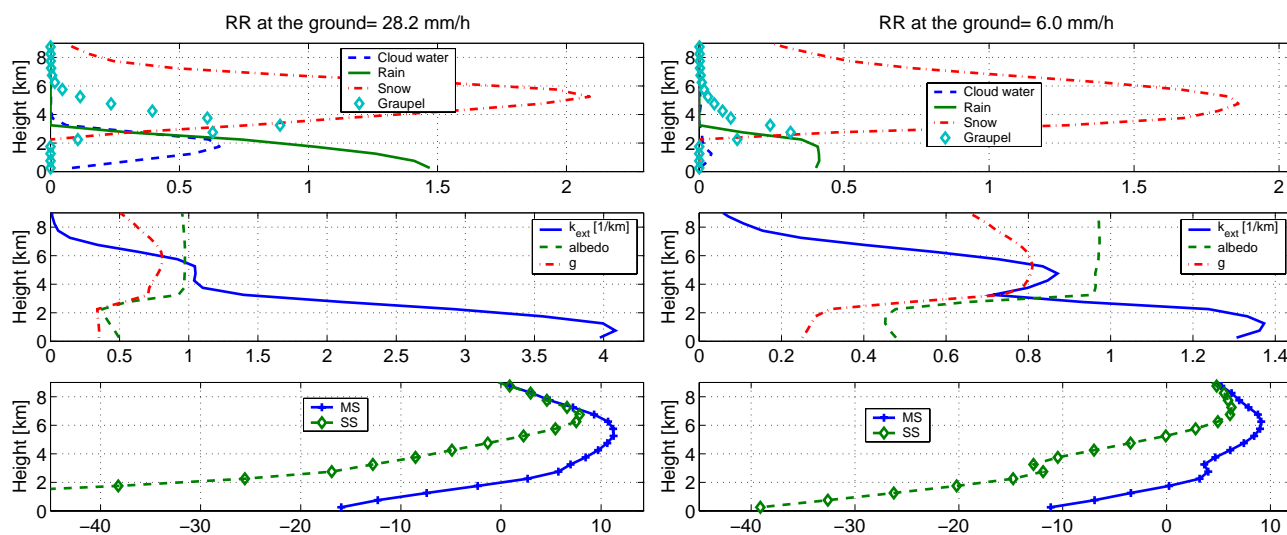 RR at the ground= 28.2 mm/h
RR at the ground= 6.0 mm/h
Height [km]
8
6
4
2
0
Cloud water
Rain
Snow
Graupel
0 0.5 1 1.5 2
Height [km]
8
6
4
2
0
Cloud water
Rain
Snow
Graupel
0 0.5 1 1.5 2
Height [km]
8
6
4
2
0
k_ext [1/km]
albedo
g
0 0.5 1 1.5 2 2.5 3 3.5 4
Height [km]
8
6
4
2
0
k_ext [1/km]
albedo
g
0 0.2 0.4 0.6 0.8 1 1.2 1.4
Height [km]
8
6
4
2
0
MS
SS
−40 −30 −20 −10 0 10
Height [km]
8
6
4
2
0
MS
SS
−40 −30 −20 −10 0 10